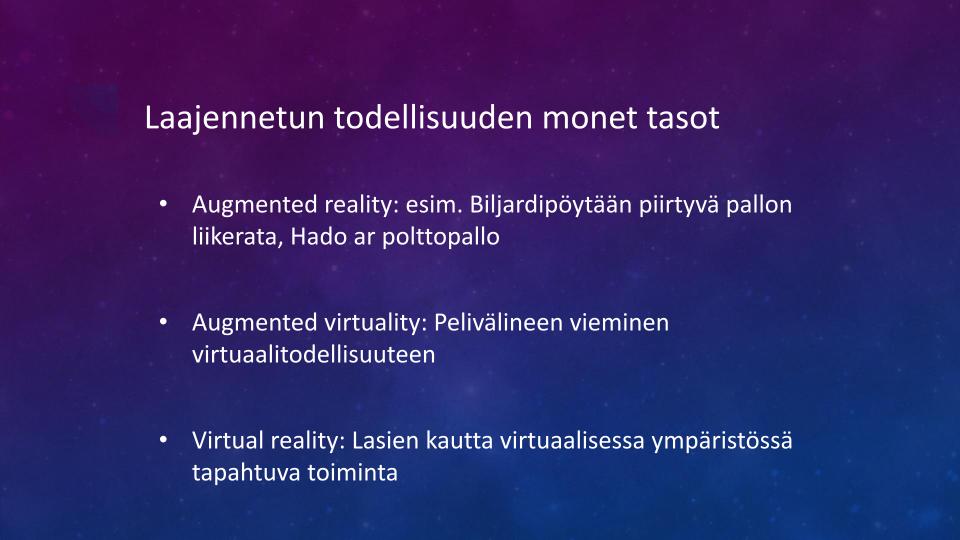 Laajennetun todellisuuden monet tasot
• Augmented reality: esim. Biljardipöytään piirtyvä pallon
liikerata, Hado ar polttopallo
• Augmented virtuality: Pelivälineen vieminen
virtuaalitodellisuuteen
• Virtual reality: Lasien kautta virtuaalisessa ympäristössä
tapahtuva toiminta